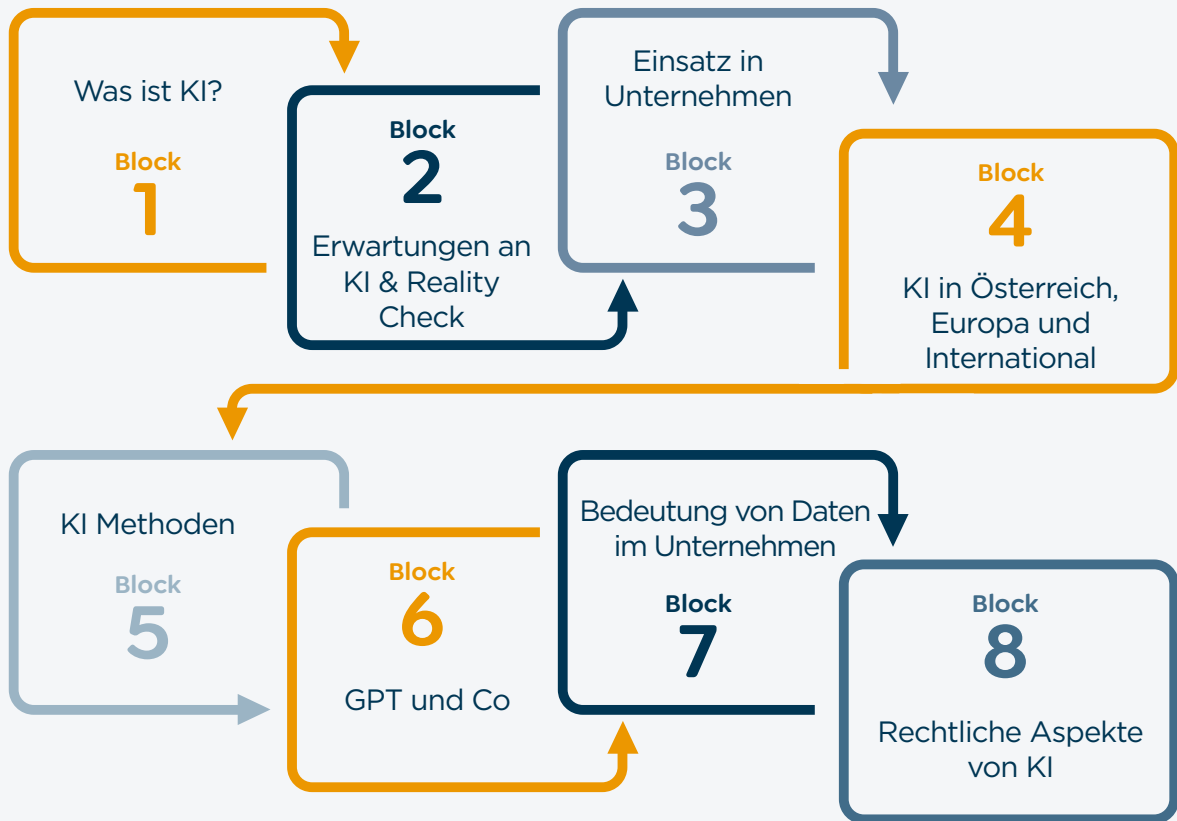 Was ist KI?
Block
1
Block
2
Erwartungen an
KI & Reality
Check
Einsatz in
Unternehmen
Block
3
Block
4
KI in Österreich,
Europa und
International
KI Methoden
Block
5
Block
6
GPT und Co
Bedeutung von Daten
im Unternehmen
Block
7
Block
8
Rechtliche Aspekte
von KI